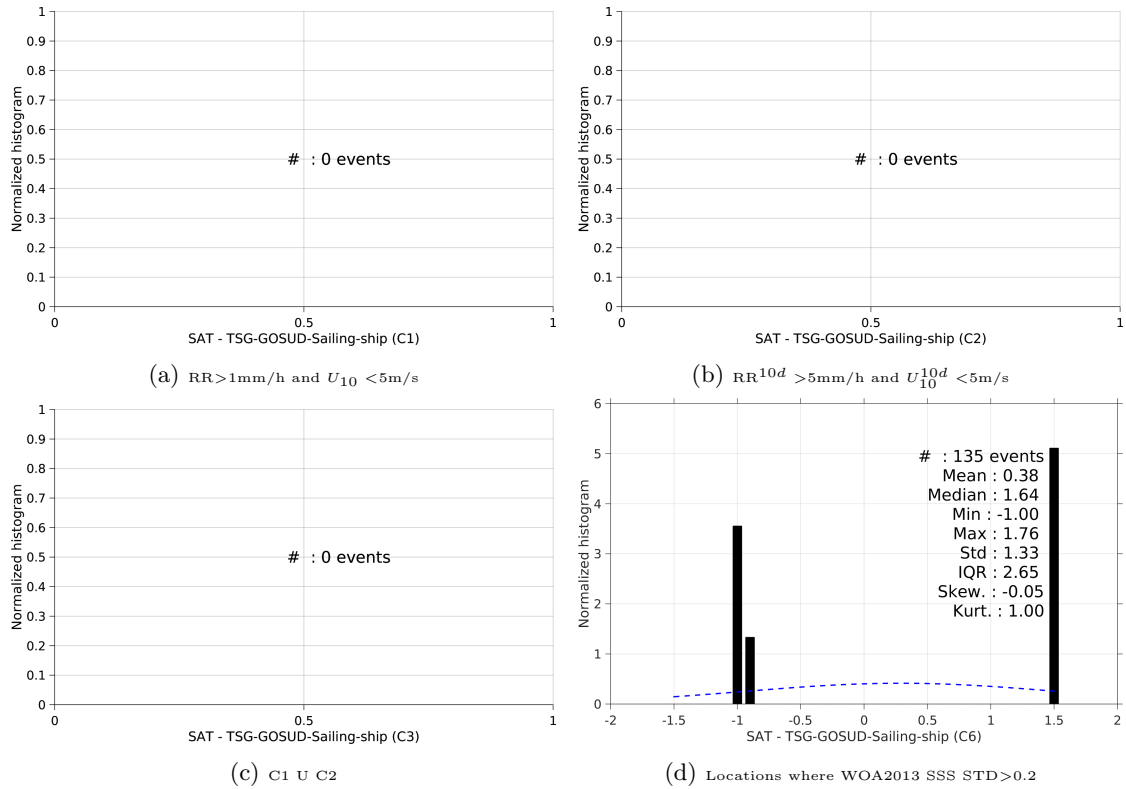 1
0.9
0.8
0.7
0.6
0.5
0.4
0.3
0.2
0.1
0
Normalized histogram
# : 0 events
0 0.5 1
SAT - TSG-GOSUD-Sailing-ship (C1)
(a) RR>1mm/h and U10 <5m/s
1
0.9
0.8
0.7
0.6
0.5
0.4
0.3
0.2
0.1
0
Normalized histogram
# : 0 events
0 0.5 1
SAT - TSG-GOSUD-Sailing-ship (C2)
(b) RR10d >5mm/h and U10d10 <5m/s
1
0.9
0.8
0.7
0.6
0.5
0.4
0.3
0.2
0.1
0
Normalized histogram
# : 0 events
0 0.5 1
SAT - TSG-GOSUD-Sailing-ship (C3)
(c) C1 U C2
6
5
4
3
2
1
0
Normalized histogram
# : 135 events
Mean : 0.38
Median : 1.64
Min : -1.00
Max : 1.76
Std : 1.33
IQR : 2.65
Skew. : -0.05
Kurt. : 1.00
-2 -1.5 -1 -0.5 0 0.5 1 1.5 2
SAT - TSG-GOSUD-Sailing-ship (C6)
(d) Locations where WOA2013 SSS STD>0.2